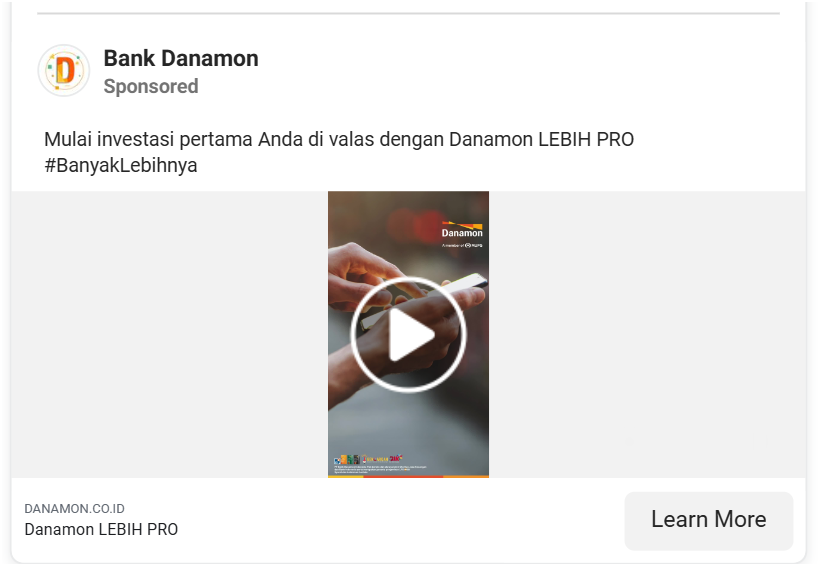 Bank Danamon
Sponsored
Mulai investasi pertama Anda di valas dengan Danamon LEBIH PRO
#BanyakLebihnya
Danamon
A member of MUFG
DANAMON.CO.ID
Danamon LEBIH PRO
Learn More